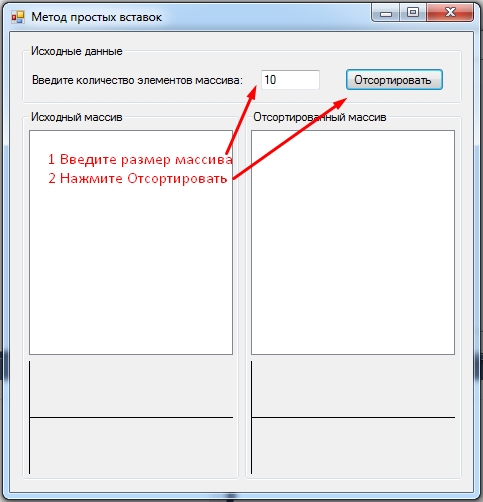 Метод простых вставок
Исходные данные
Введите количество элементов массива: 10 Отсортировать
Исходный массив
Отсортированный массив
1 Введите размер массива
2 Нажмите Отсортировать